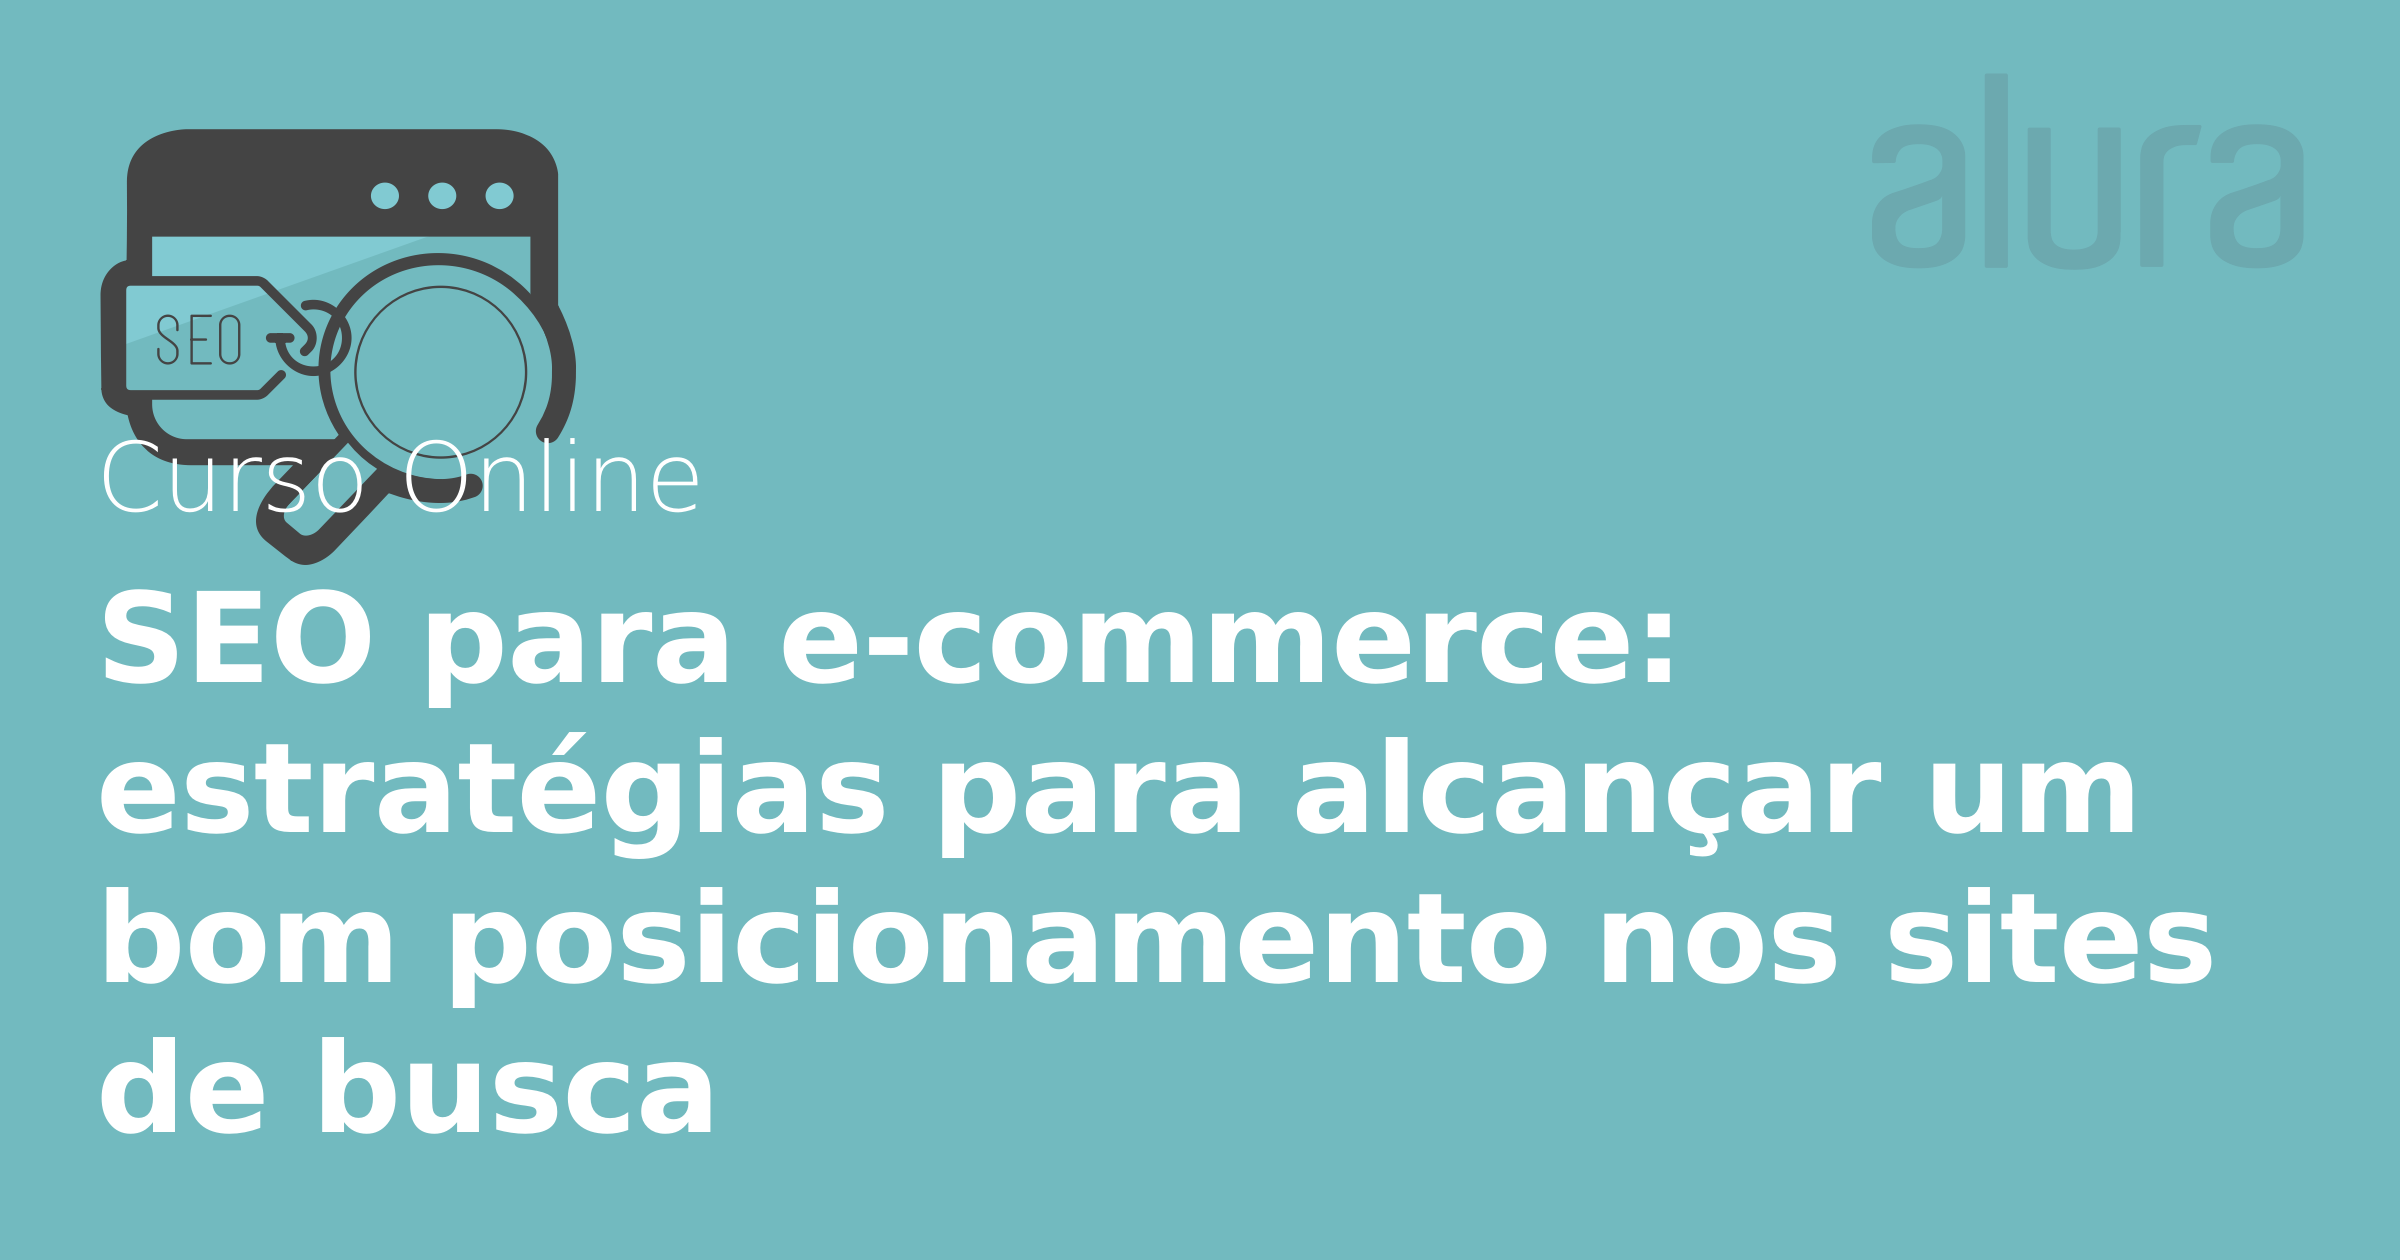 alura
SEO
Curso Online
SEO para e-commerce:
estratégias para alcançar um
bom posicionamento nos sites
de busca